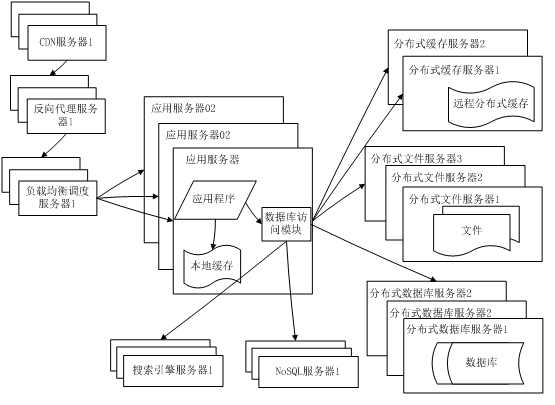 CDN服务器1
反向代理服务
器1
负载均衡调度
服务器1
应用服务器02
应用服务器02
应用服务器
应用程序
数据库访
问模块
本地缓存
分布式缓存服务器2
分布式缓存服务器1
远程分布式缓存
分布式文件服务器3
分布式文件服务器2
分布式文件服务器1
文件
分布式数据库服务器2
分布式数据库服务器2
分布式数据库服务器1
数据库
搜索引擎服务器1
NoSQL服务器1